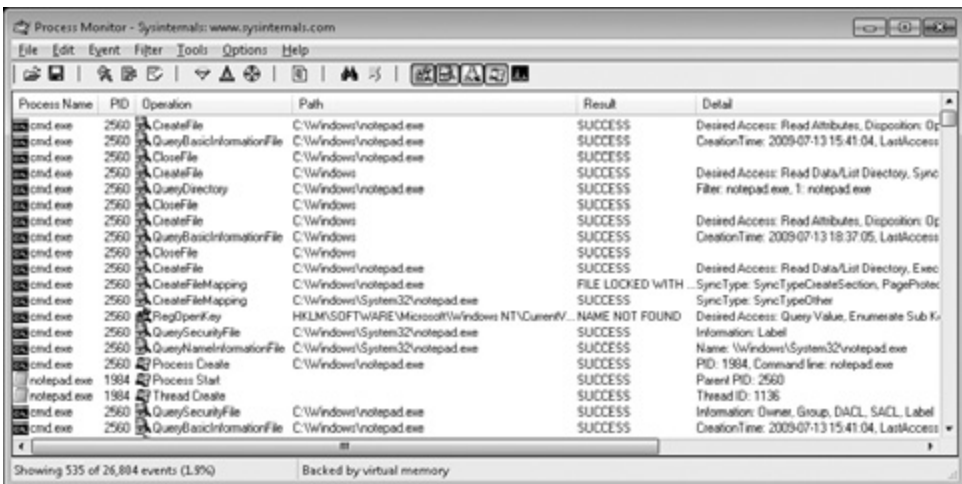 Process Monitor - Sysinternals: www.sysinternals.com
File Edit Event Filter Tools Options Help
Process Name PID Operation Path Result Detail
cmd.exe 2560 CreateFile C:\Windows\notepad.exe SUCCESS Desired Access: Read Attributes, Disposition: Op
cmd.exe 2560 QueryBasicInformationFile C:\Windows\notepad.exe SUCCESS CreationTime: 2009-07-13 15:41:04, LastAccess
cmd.exe 2560 CloseFile C:\Windows\notepad.exe SUCCESS
cmd.exe 2560 CreateFile C:\Windows SUCCESS Desired Access: Read Data/List Directory, Sync
cmd.exe 2560 QueryDirectory C:\Windows\notepad.exe SUCCESS Filter: notepad.exe, 1: notepad.exe
cmd.exe 2560 CloseFile C:\Windows SUCCESS
cmd.exe 2560 CreateFile C:\Windows SUCCESS Desired Access: Read Attributes, Disposition: Op
cmd.exe 2560 QueryBasicInformationFile C:\Windows SUCCESS CreationTime: 2009-07-13 18:37:05, LastAccess
cmd.exe 2560 CloseFile C:\Windows SUCCESS
cmd.exe 2560 CreateFile C:\Windows\notepad.exe SUCCESS Desired Access: Read Data/List Directory, Exec
cmd.exe 2560 CreateFileMapping C:\Windows\notepad.exe FILE LOCKED WITH ... SyncType: SyncTypeCreateSection, PageProtec
cmd.exe 2560 CreateFileMapping C:\Windows\System32\notepad.exe SUCCESS SyncType: SyncTypeOther
cmd.exe 2560 RegOpenKey HKLM\SOFTWARE\Microsoft\Windows NT\CurrentV... NAME NOT FOUND Desired Access: Query Value, Enumerate Sub K
cmd.exe 2560 QuerySecurityFile C:\Windows\System32\notepad.exe SUCCESS Information: Label
cmd.exe 2560 QueryNameInformationFile C:\Windows\System32\notepad.exe SUCCESS Name: \Windows\System32\notepad.exe
cmd.exe 2560 Process Create C:\Windows\notepad.exe SUCCESS PID: 1984, Command line: notepad.exe
notepad.exe 1984 Process Start SUCCESS Parent PID: 2560
notepad.exe 1984 Thread Create SUCCESS Thread ID: 1136
cmd.exe 2560 QuerySecurityFile C:\Windows\notepad.exe SUCCESS Information: Owner, Group, DACL, SACL, Label
cmd.exe 2560 QueryBasicInformationFile C:\Windows\notepad.exe SUCCESS CreationTime: 2009-07-13 15:41:04, LastAccess
Showing 535 of 26,804 events (1.9%) Backed by virtual memory